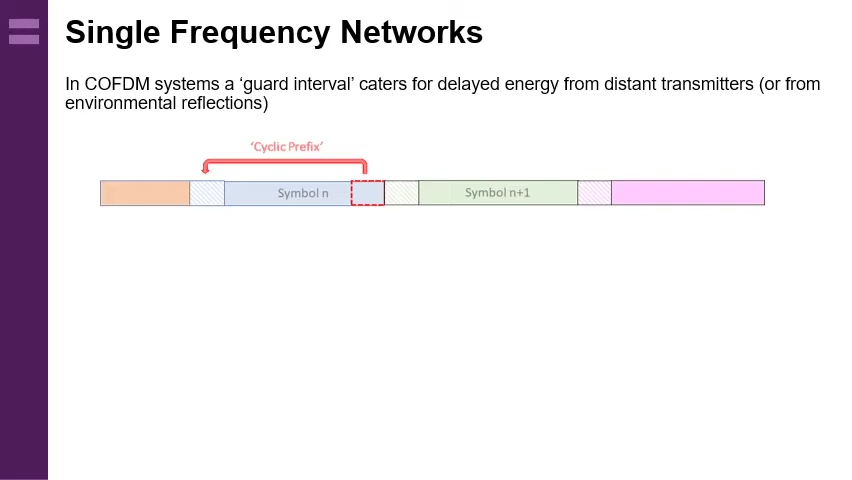 Single Frequency Networks
In COFDM systems a ‘guard interval’ caters for delayed energy from distant transmitters (or from
environmental reflections)
‘Cyclic Prefix’
Symbol n
Symbol n+1